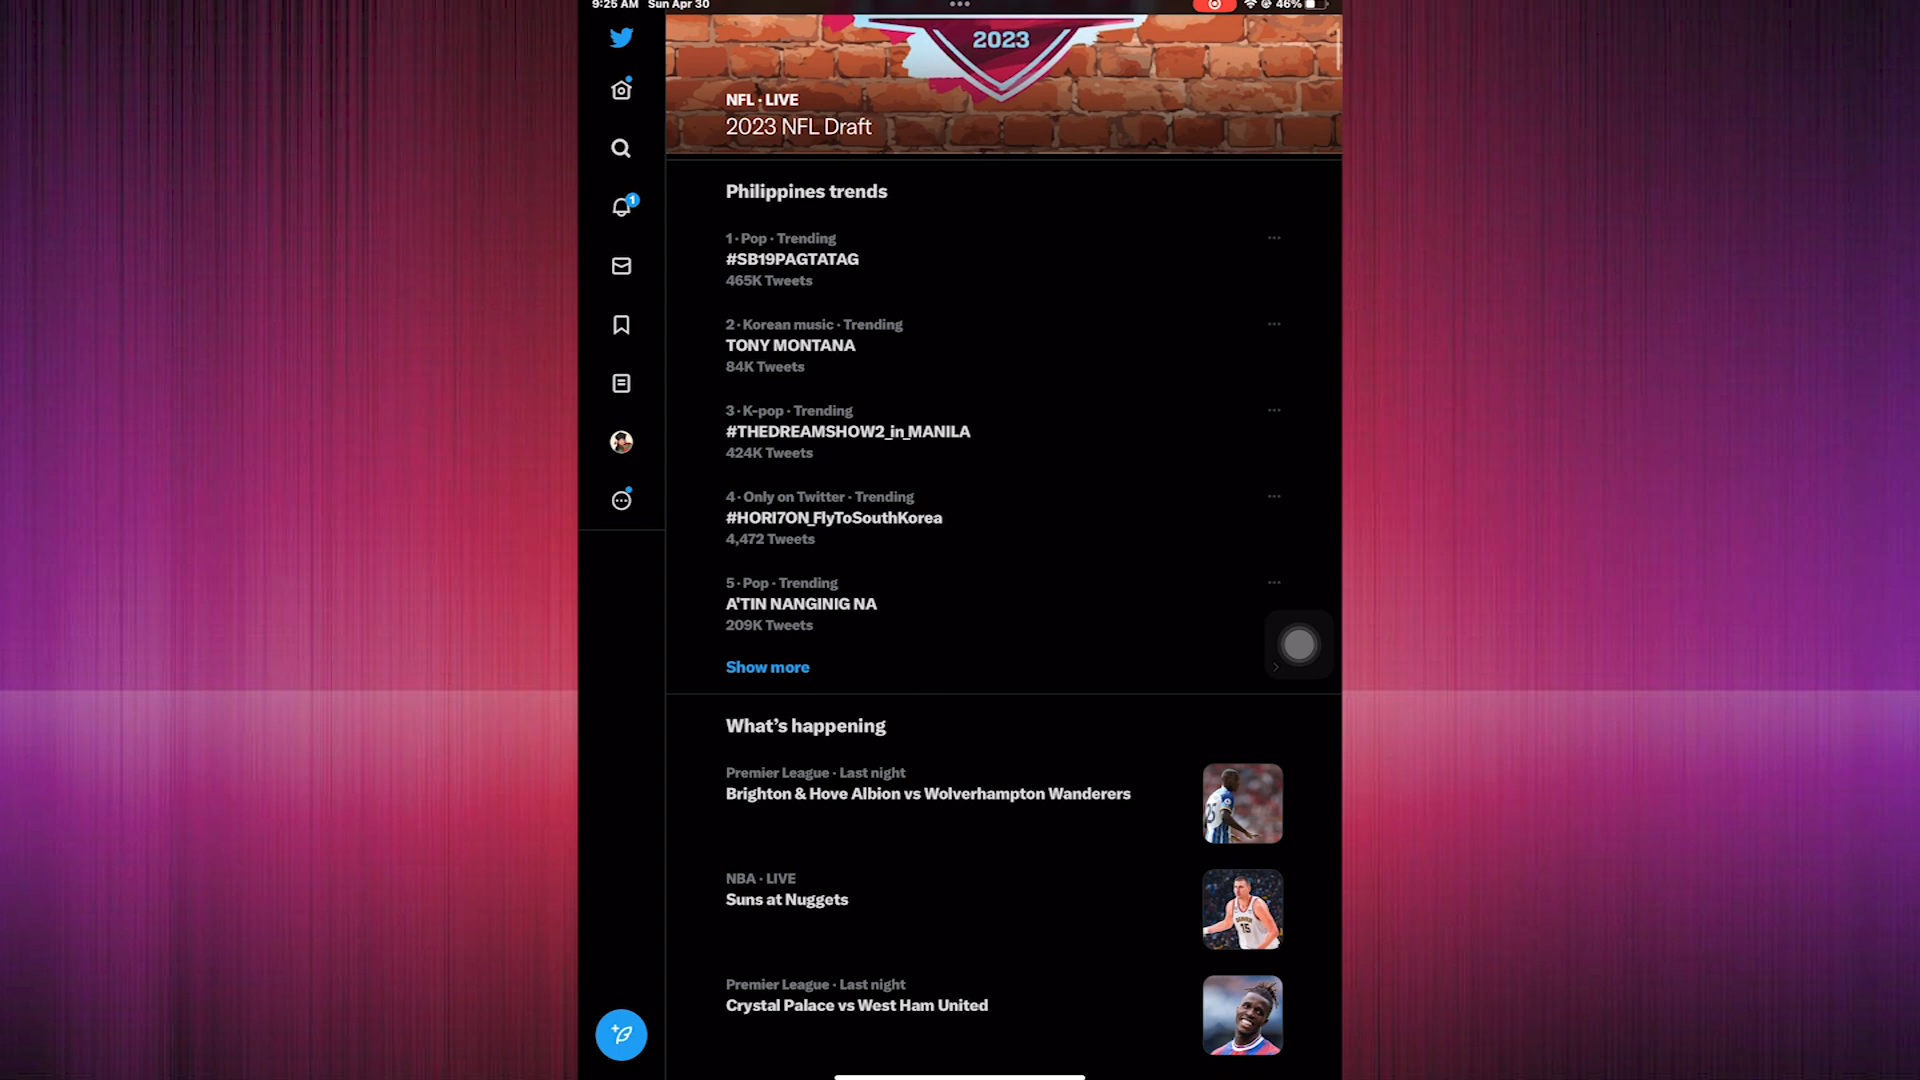 9:25 AM Sun Apr 30
46%
2023
NFL · LIVE
2023 NFL Draft
1
Philippines trends
1 · Pop · Trending
#SB19PAGTATAG
465K Tweets
2 · Korean music · Trending
TONY MONTANA
84K Tweets
3 · K-pop · Trending
#THEDREAMSHOW2_in_MANILA
424K Tweets
4 · Only on Twitter · Trending
#HORI7ON_FlyToSouthKorea
4,472 Tweets
5 · Pop · Trending
A'TIN NANGINIG NA
209K Tweets
Show more
What's happening
Premier League · Last night
Brighton & Hove Albion vs Wolverhampton Wanderers
25
NBA · LIVE
Suns at Nuggets
15
Premier League · Last night
Crystal Palace vs West Ham United